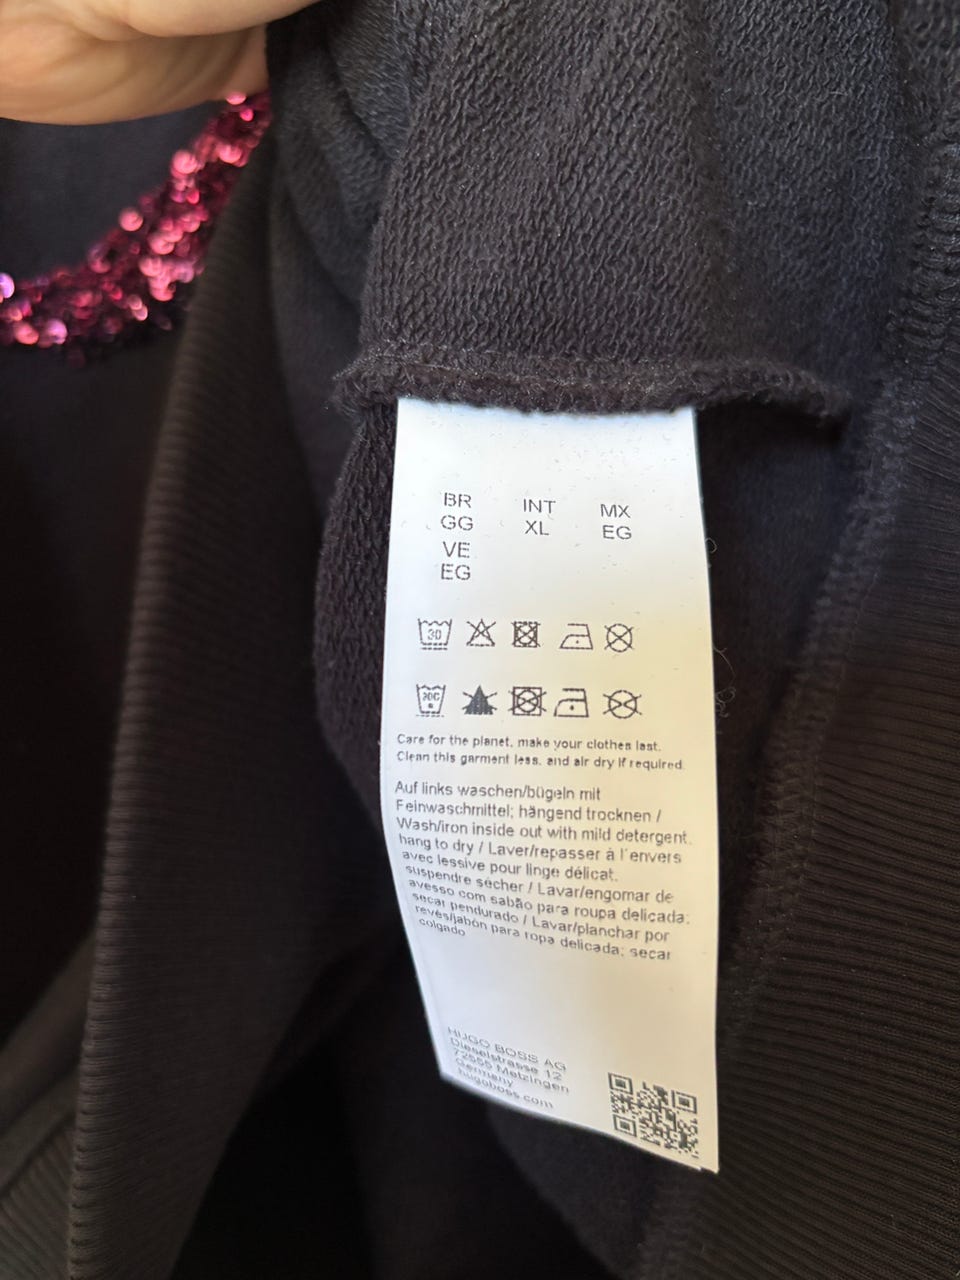 BR INT MX
GG XL EG
VE
EG
30
30C
Care for the planet, make your clothes last.
Clean this garment less, and air dry if required.
Auf links waschen/bügeln mit
Feinwaschmittel; hängend trocknen /
Wash/iron inside out with mild detergent,
hang to dry / Laver/repasser à l'envers
avec lessive pour linge délicat,
suspendre sécher / Lavar/engomar de
avesso com sabão para roupa delicada;
secar pendurado / Lavar/planchar por
revés/jabón para ropa delicada; secar
colgado
HUGO BOSS AG
Dieselstrasse 12
72555 Metzingen
Germany
hugoboss.com